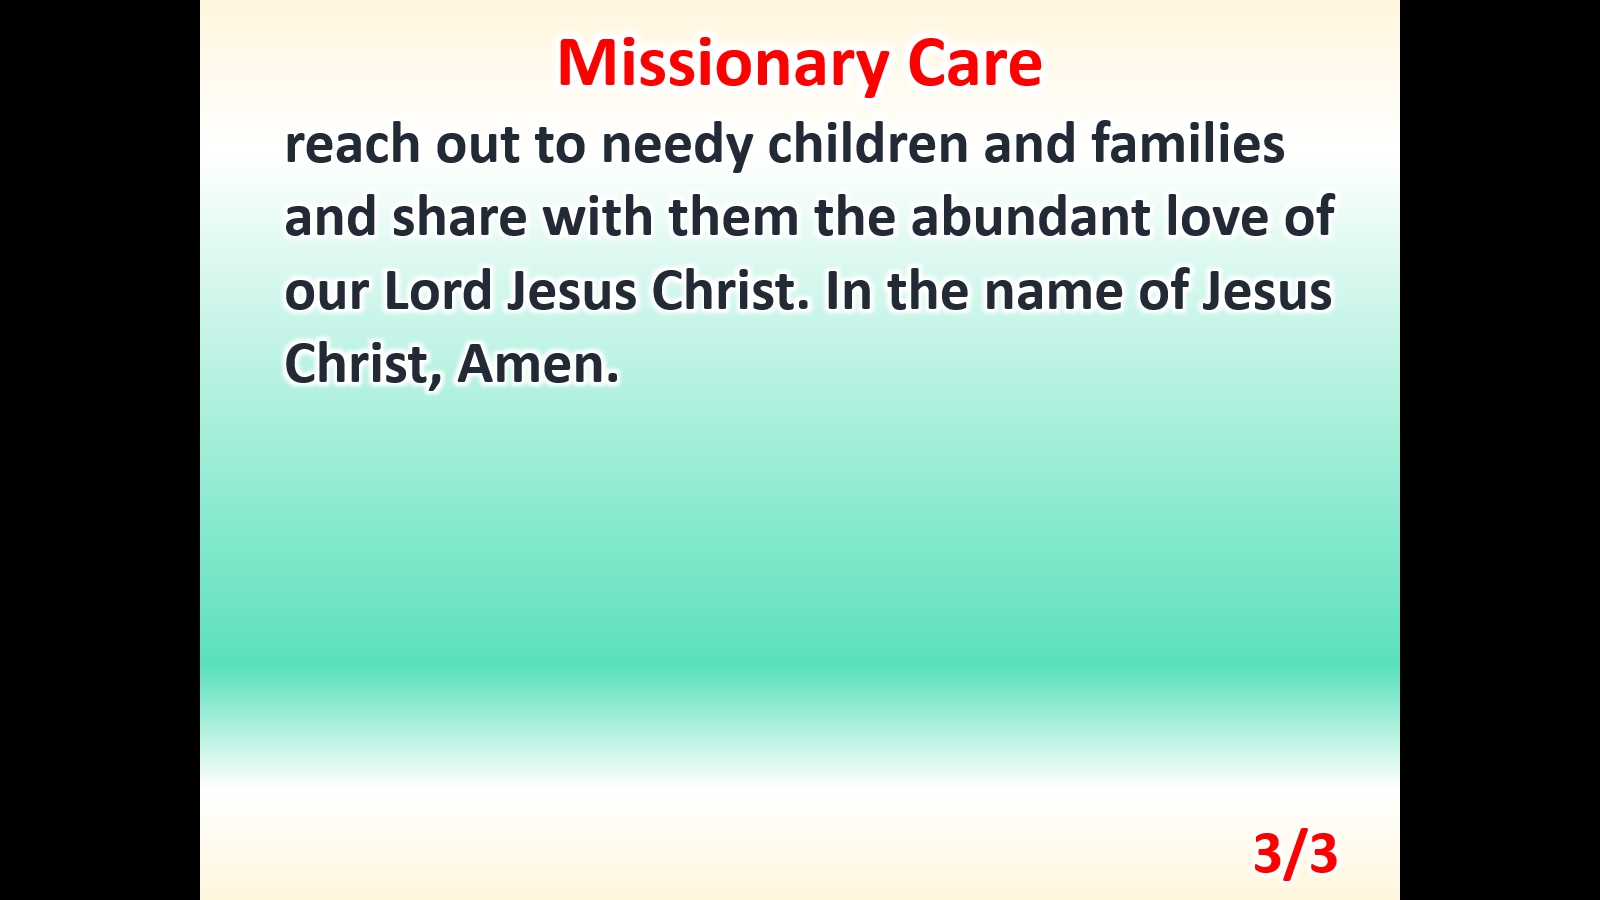 Missionary Care
reach out to needy children and families
and share with them the abundant love of
our Lord Jesus Christ. In the name of Jesus
Christ, Amen.
3/3